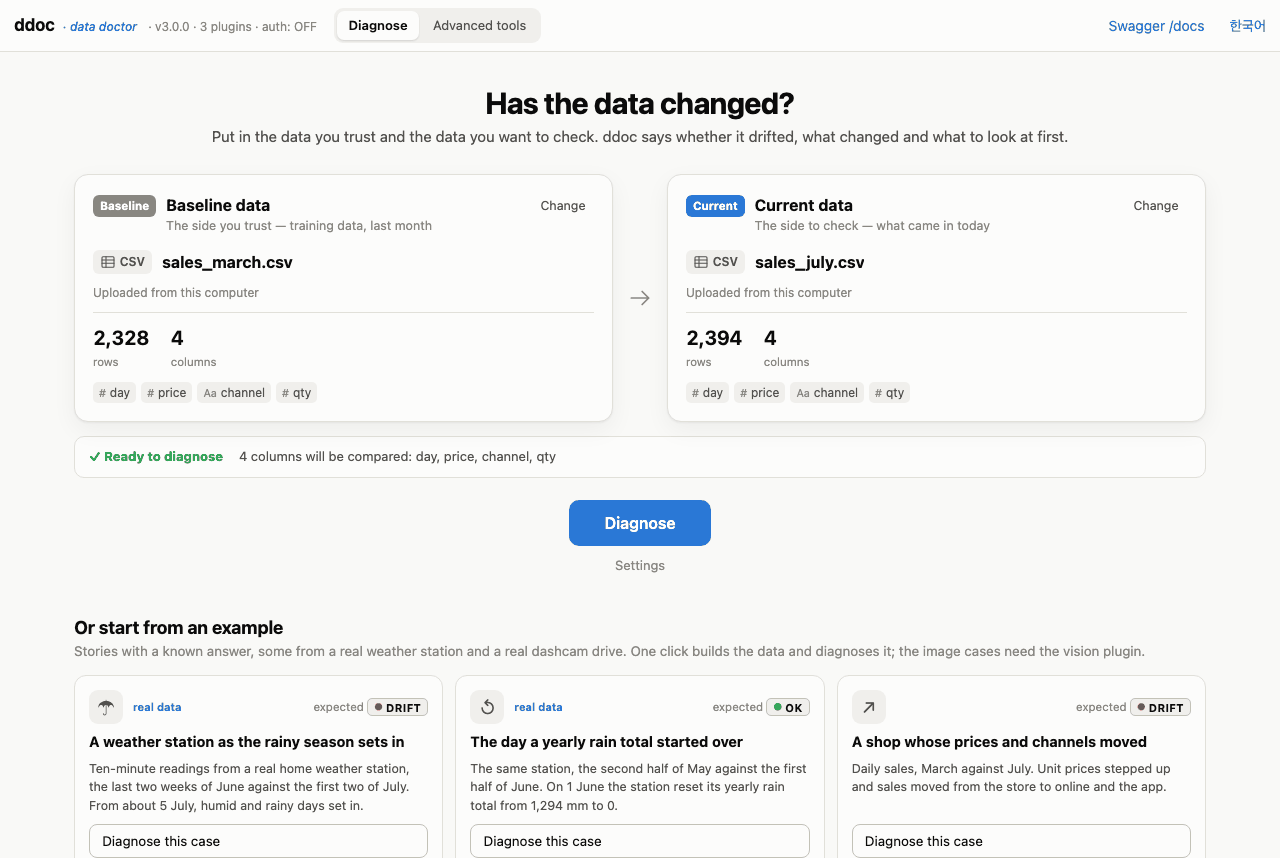 ddoc · data doctor · v3.0.0 · 3 plugins · auth: OFF Diagnose Advanced tools Swagger /docs 한국어
Has the data changed?
Put in the data you trust and the data you want to check. ddoc says whether it drifted, what changed and what to look at first.
Baseline Baseline data Change
The side you trust — training data, last month
CSV sales_march.csv
Uploaded from this computer
2,328 4
rows columns
# day # price Aa channel # qty
Current Current data Change
The side to check — what came in today
CSV sales_july.csv
Uploaded from this computer
2,394 4
rows columns
# day # price Aa channel # qty
Ready to diagnose 4 columns will be compared: day, price, channel, qty
Diagnose
Settings
Or start from an example
Stories with a known answer, some from a real weather station and a real dashcam drive. One click builds the data and diagnoses it; the image cases need the vision plugin.
real data expected DRIFT
A weather station as the rainy season sets in
Ten-minute readings from a real home weather station,
the last two weeks of June against the first two of July.
From about 5 July, humid and rainy days set in.
Diagnose this case
real data expected OK
The day a yearly rain total started over
The same station, the second half of May against the first
half of June. On 1 June the station reset its yearly rain
total from 1,294 mm to 0.
Diagnose this case
expected DRIFT
A shop whose prices and channels moved
Daily sales, March against July. Unit prices stepped up
and sales moved from the store to online and the app.
Diagnose this case